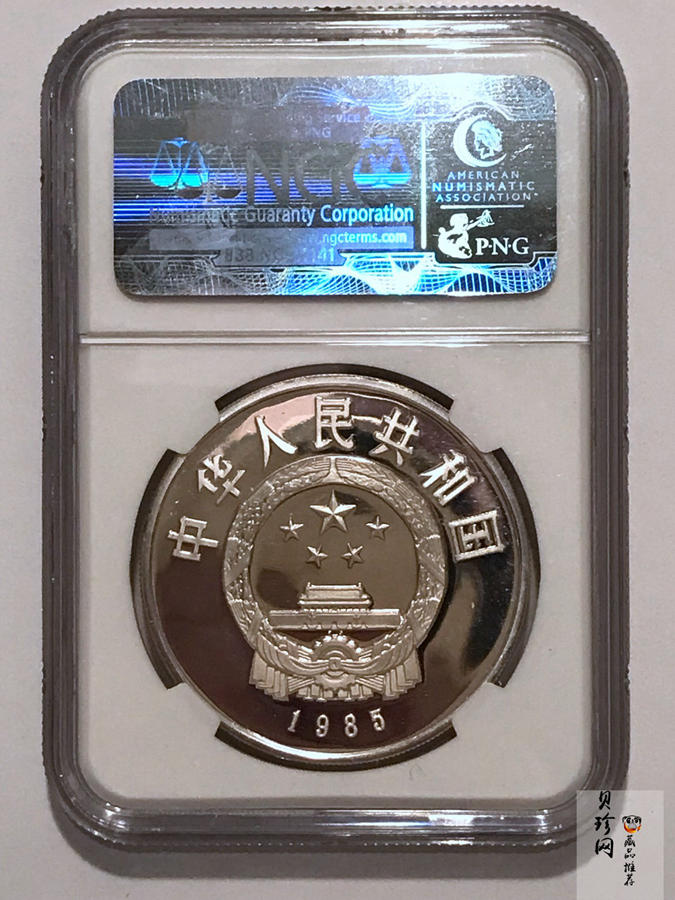 Service
PNG
NGC
Guaranty Corporation
ngcterms.com
AMERICAN
NUMISMATIC
ASSOCIATION
P·N·G
中华人民共和国
1985
贝珍网
藏品推荐